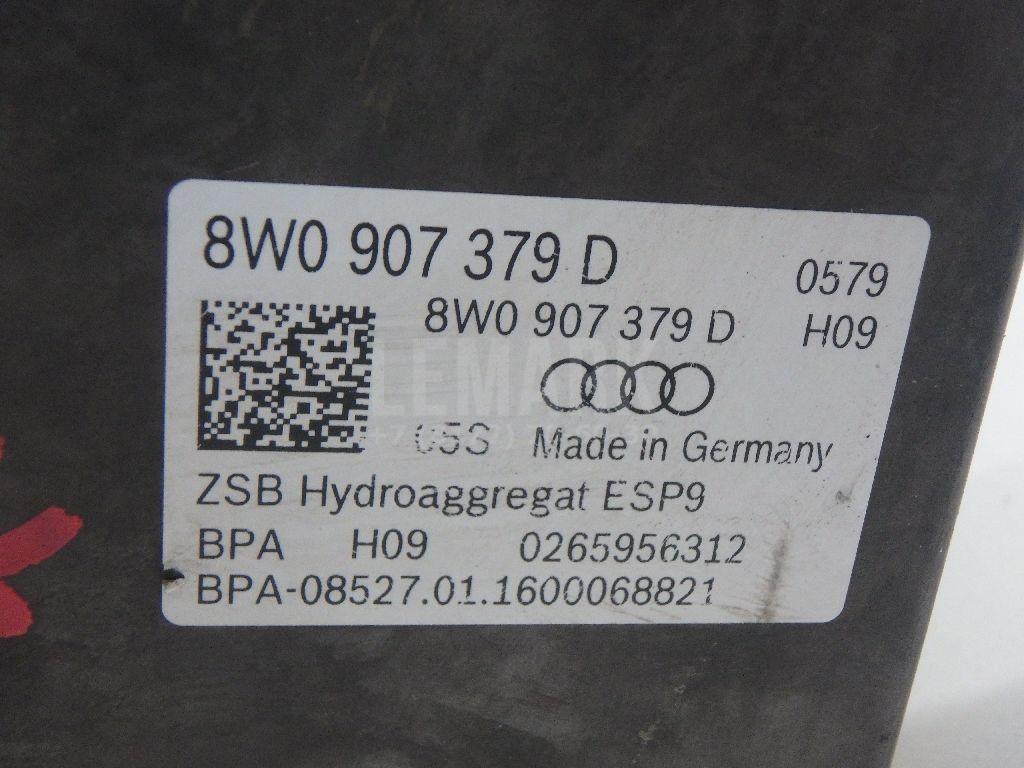 8W0 907 379 D
0579
8W0 907 379 D
H09
LEMARK
Made in Germany
ZSB Hydroaggregat ESP9
BPA H09 0265956312
BPA-08527.01.1600068821